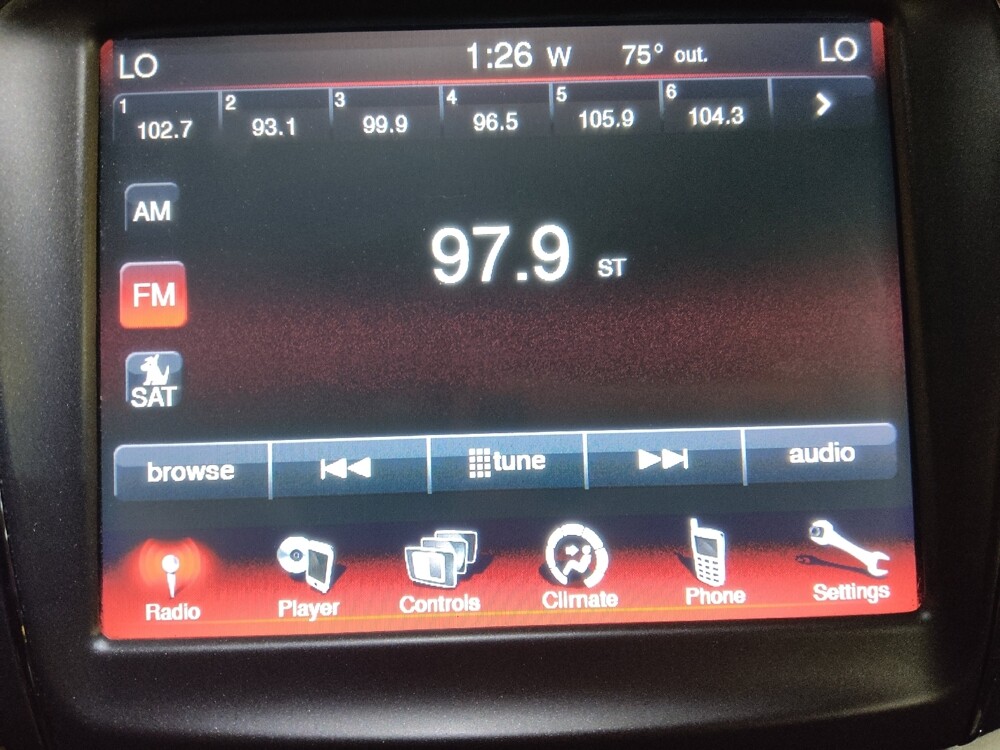 LO 1:26 W 75° out. LO
1 102.7 2 93.1 3 99.9 4 96.5 5 105.9 6 104.3
AM
97.9 ST
FM
SAT
browse tune audio
Radio Player Controls Climate Phone Settings